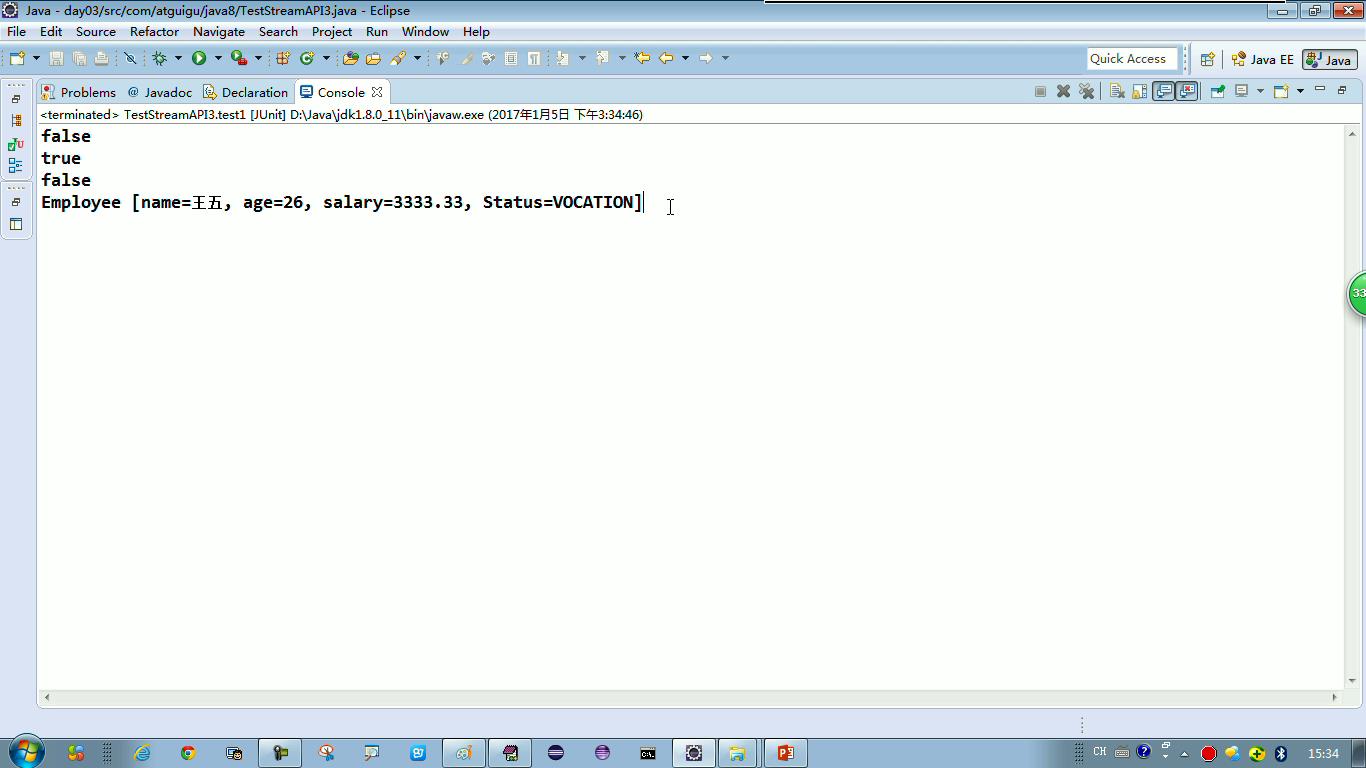 Java - day03/src/com/atguigu/java8/TestStreamAPI3.java - Eclipse
File Edit Source Refactor Navigate Search Project Run Window Help
Quick Access Java EE Java
Problems @ Javadoc Declaration Console
<terminated> TestStreamAPI3.test1 [JUnit] D:\Java\jdk1.8.0_11\bin\javaw.exe (2017年1月5日 下午3:34:46)
false
true
false
Employee [name=王五, age=26, salary=3333.33, Status=VOCATION]
33
CH 15:34